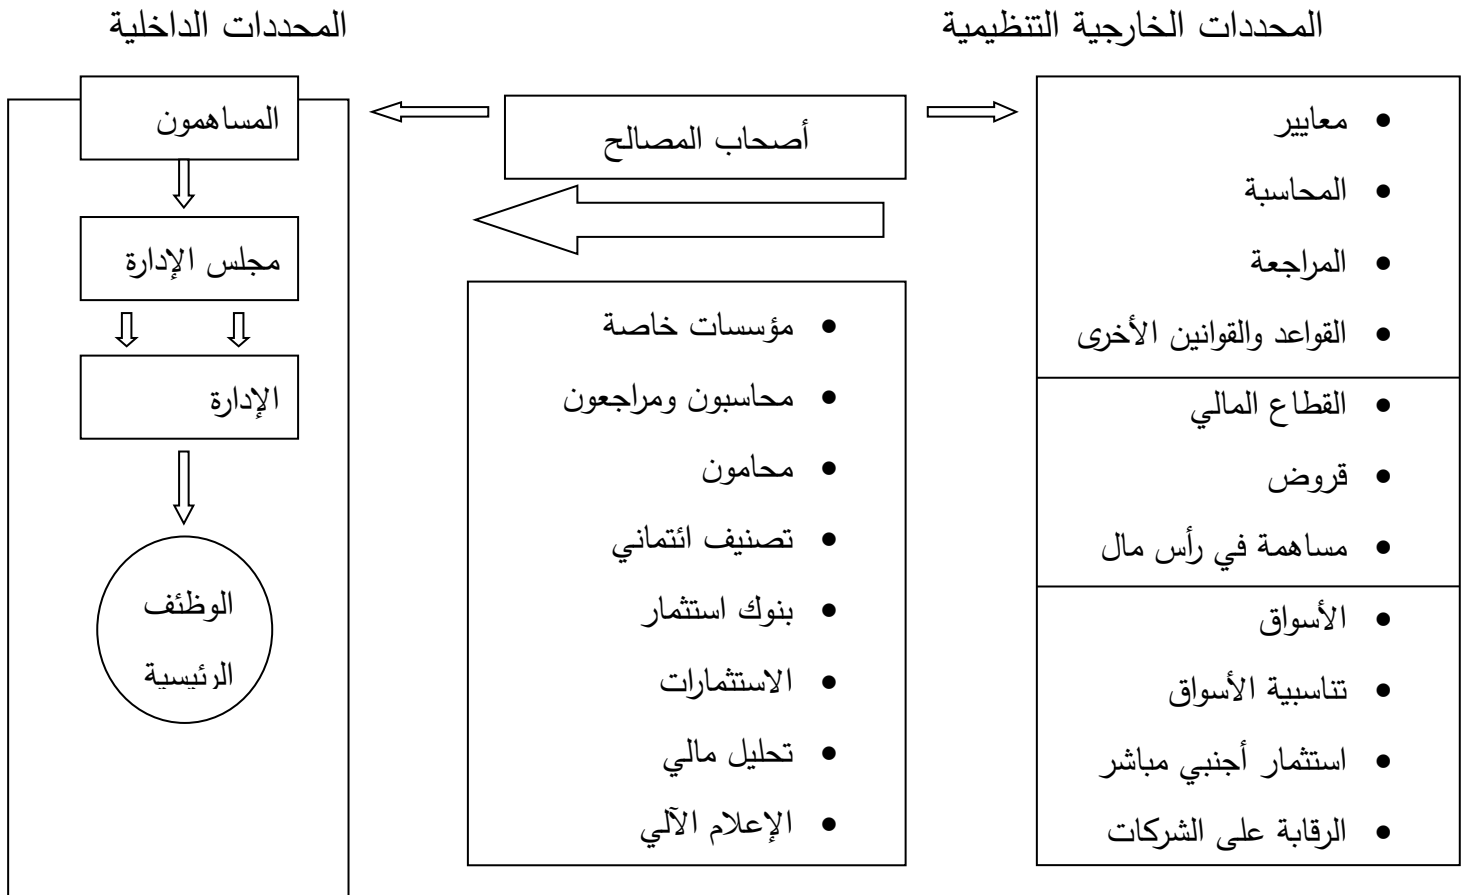 المحددات الخارجية التنظيمية
المحددات الداخلية
• معايير
• المحاسبة
• المراجعة
• القواعد والقوانين الأخرى
• القطاع المالي
• قروض
• مساهمة في رأس مال
• الأسواق
• تناسبية الأسواق
• استثمار أجنبي مباشر
• الرقابة على الشركات
أصحاب المصالح
• مؤسسات خاصة
• محاسبون ومراجعون
• محامون
• تصنيف ائتماني
• بنوك استثمار
• الاستثمارات
• تحليل مالي
• الإعلام الآلي
المساهمون
مجلس الإدارة
الإدارة
الوظئف
الرئيسية